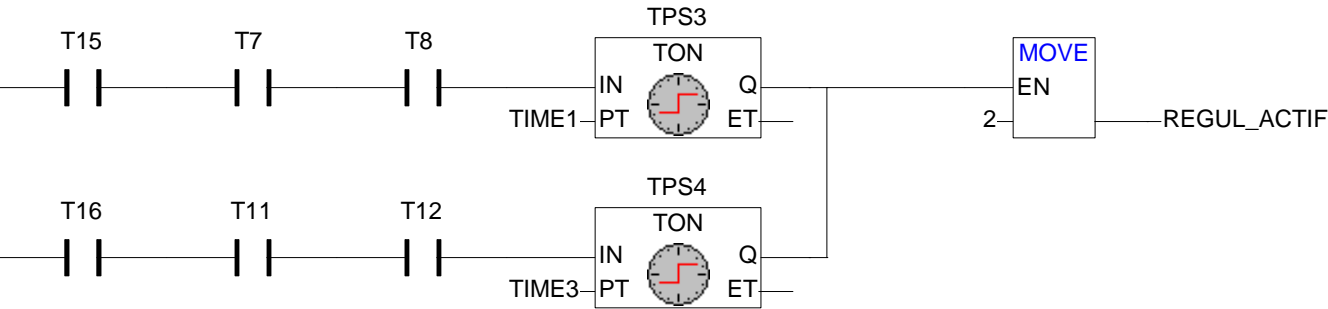 TPS3
T15 T7 T8 TON MOVE
IN Q EN
TIME1 PT ET 2 REGUL_ACTIF
TPS4
T16 T11 T12 TON
IN Q
TIME3 PT ET